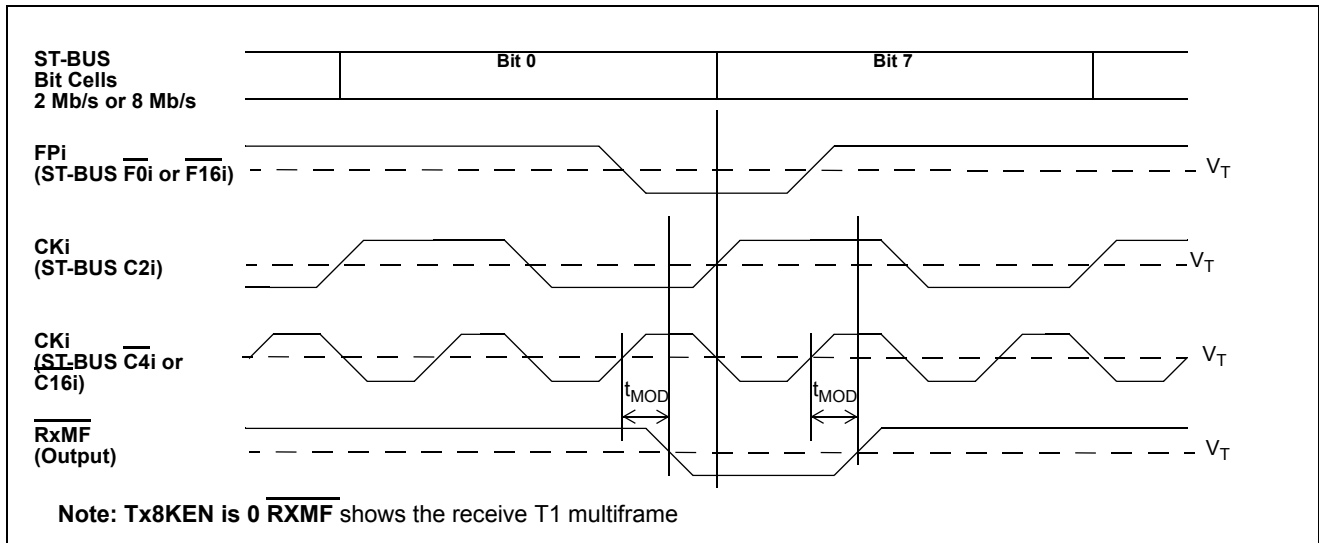 ST-BUS
Bit Cells
2 Mb/s or 8 Mb/s
Bit 0
Bit 7
FPi
(ST-BUS F0i or F16i)
VT
CKi
(ST-BUS C2i)
VT
CKi
(ST-BUS C4i or
C16i)
VT
tMOD
tMOD
RxMF
(Output)
VT
Note: Tx8KEN is 0 RXMF shows the receive T1 multiframe